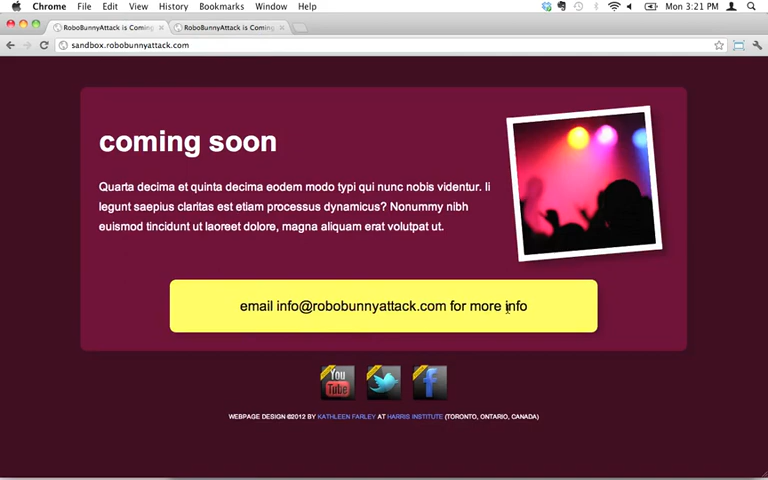 Chrome File Edit View History Bookmarks Window Help Mon 3:21 PM
RoboBunnyAttack is Coming RoboBunnyAttack is Coming
sandbox.robobunnyattack.com
coming soon
Quarta decima et quinta decima eodem modo typi qui nunc nobis videntur. Ii
legunt saepius claritas est etiam processus dynamicus? Nonummy nibh
euismod tincidunt ut laoreet dolore, magna aliquam erat volutpat ut.
email info@robobunnyattack.com for more info
You Tube
WEBPAGE DESIGN ©2012 BY KATHLEEN FARLEY AT HARRIS INSTITUTE (TORONTO, ONTARIO, CANADA)